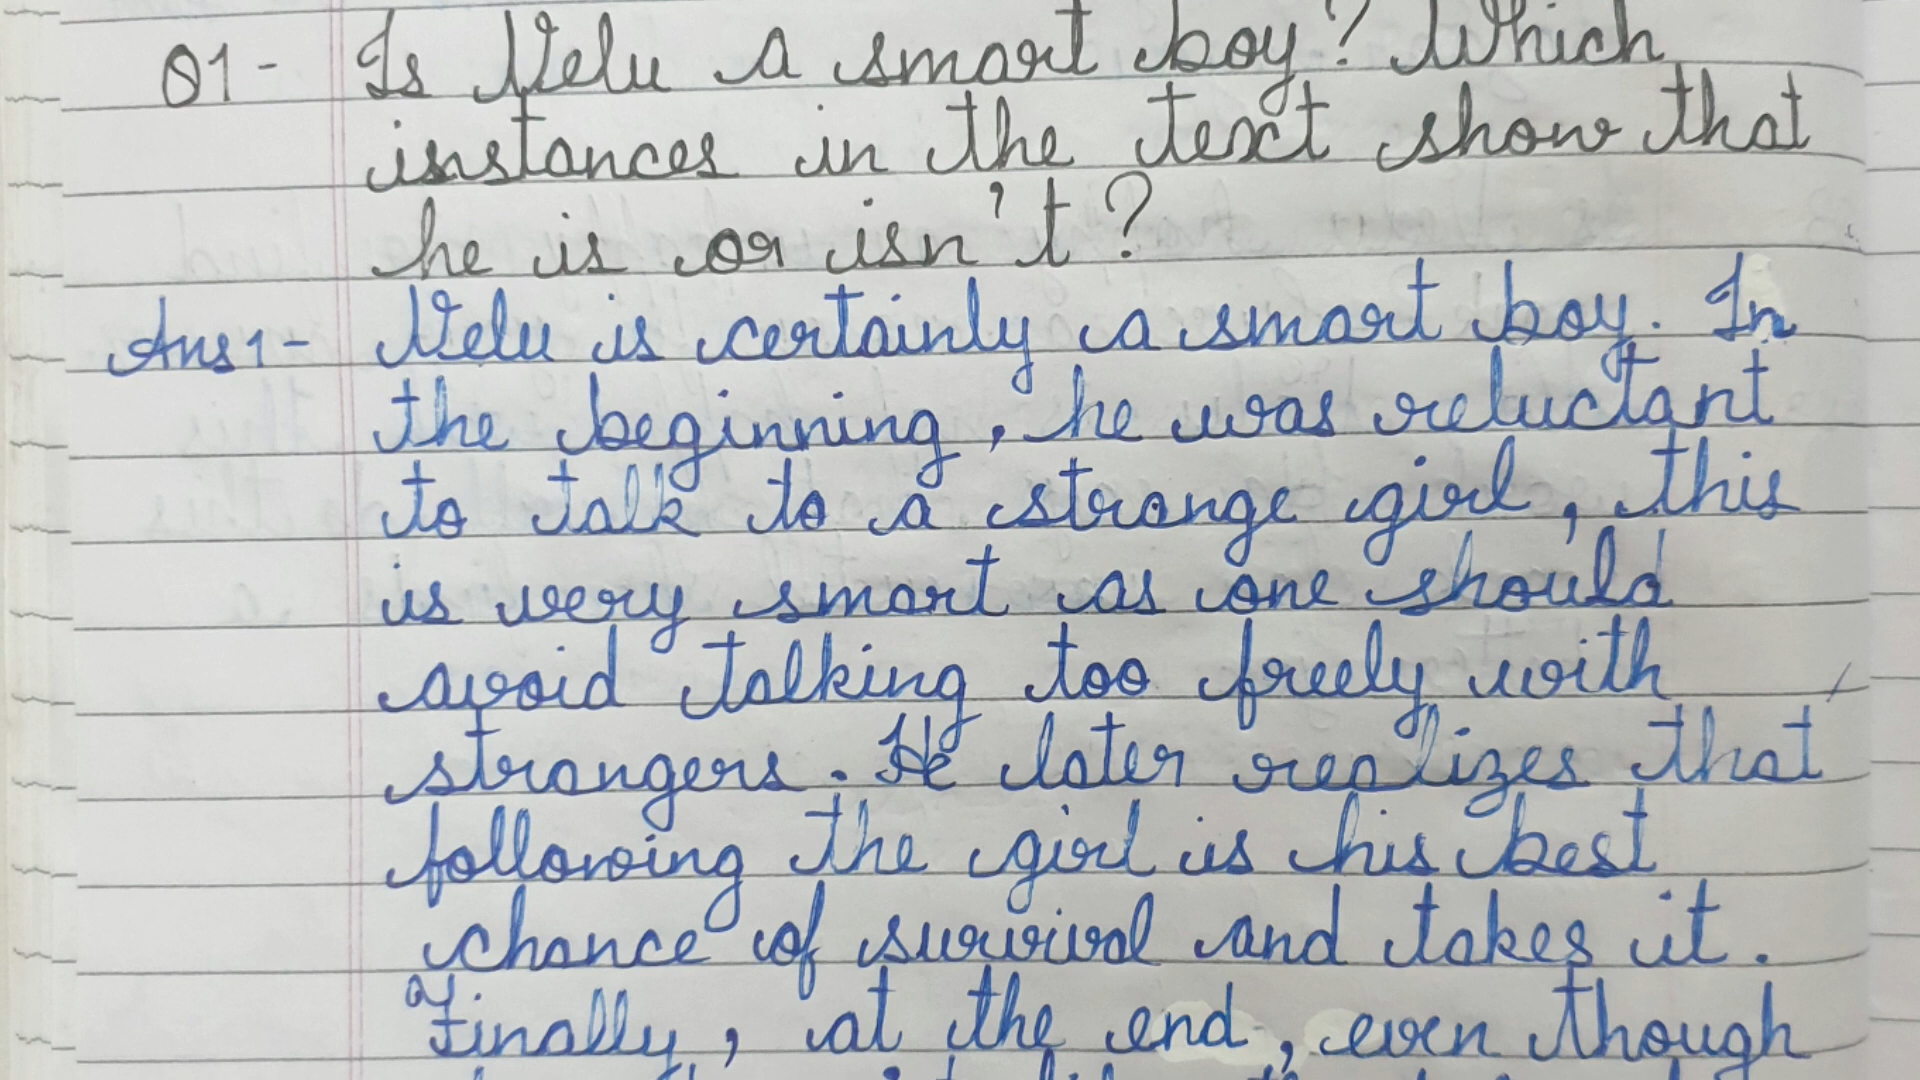 Q1- Is Velu a smart boy? Which
instances in the text show that
he is or isn't?
Ans1- Velu is certainly a smart boy. In
the beginning, he was reluctant
to talk to a strange girl, this
is very smart as one should
avoid talking too freely with
strangers. He later realizes that
following the girl is his best
chance of survival and takes it.
Finally, at the end, even though